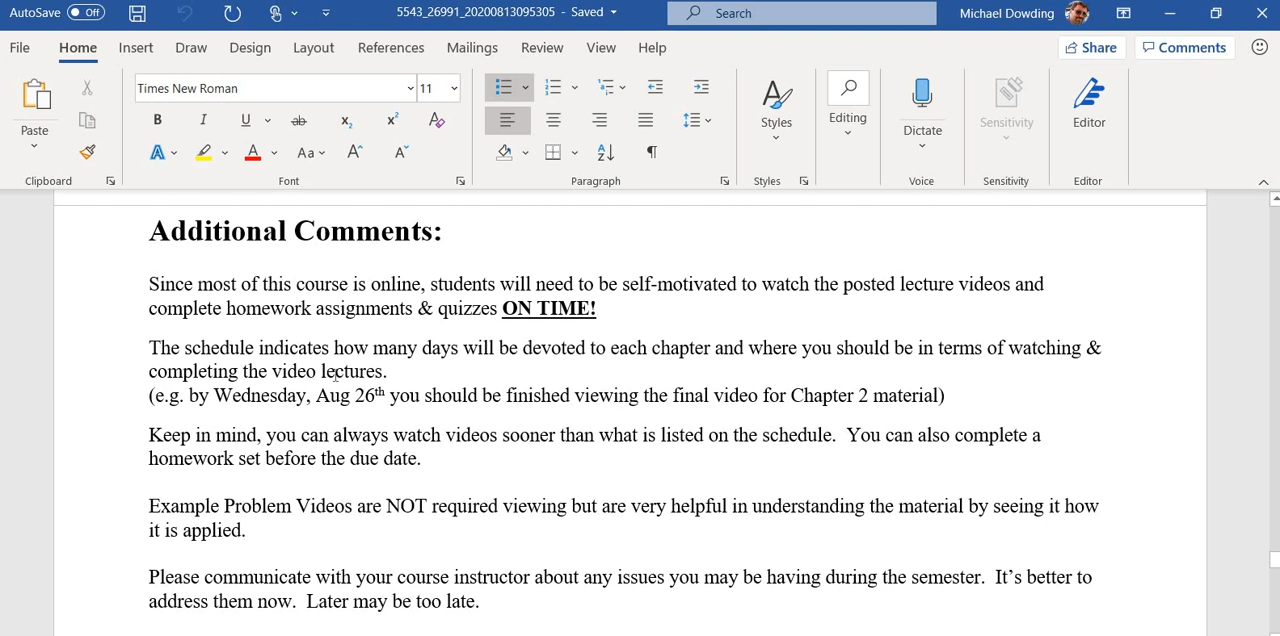 AutoSave Off 5543_26991_20200813095305 - Saved Search Michael Dowding
File Home Insert Draw Design Layout References Mailings Review View Help Share Comments
Times New Roman 11
Paste B I U ab x₂ x² A
A A Aa A A A Z ¶
Styles Editing Dictate Sensitivity Editor
Clipboard Font Paragraph Styles Voice Sensitivity Editor
Additional Comments:
Since most of this course is online, students will need to be self-motivated to watch the posted lecture videos and
complete homework assignments & quizzes ON TIME!
The schedule indicates how many days will be devoted to each chapter and where you should be in terms of watching &
completing the video lectures.
(e.g. by Wednesday, Aug 26th you should be finished viewing the final video for Chapter 2 material)
Keep in mind, you can always watch videos sooner than what is listed on the schedule. You can also complete a
homework set before the due date.
Example Problem Videos are NOT required viewing but are very helpful in understanding the material by seeing it how
it is applied.
Please communicate with your course instructor about any issues you may be having during the semester. It’s better to
address them now. Later may be too late.